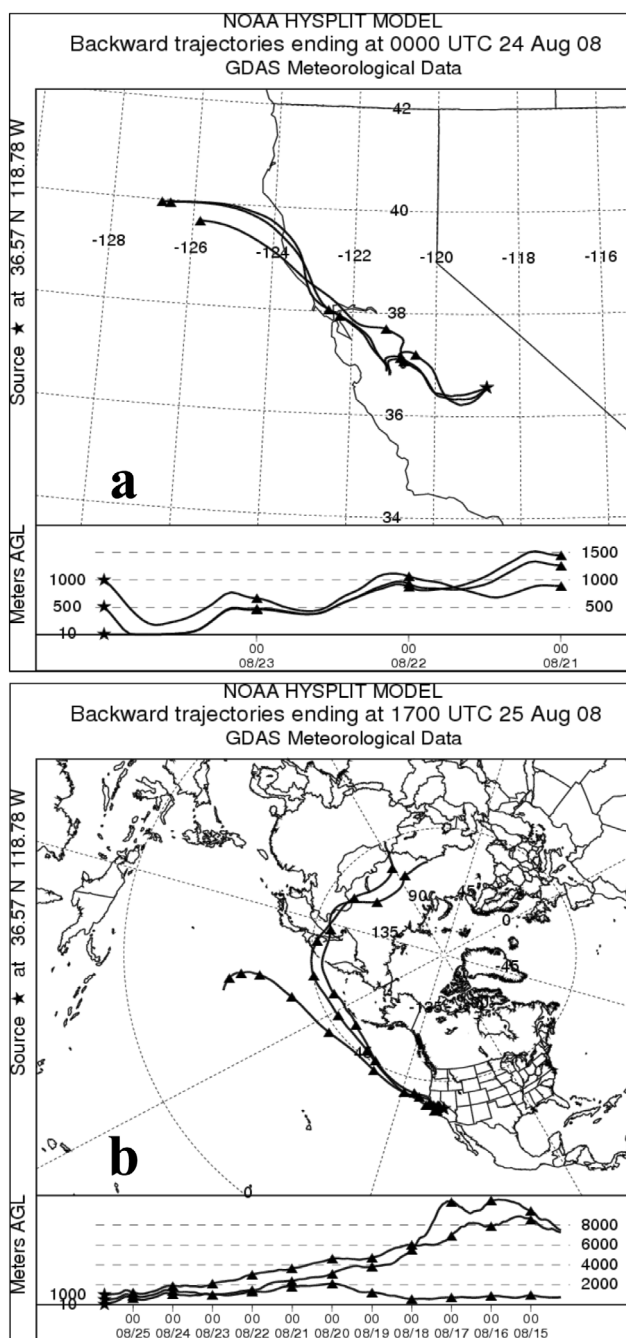 NOAA HYSPLIT MODEL
Backward trajectories ending at 0000 UTC 24 Aug 08
GDAS Meteorological Data
Source ★ at 36.57 N 118.78 W
42
40
-128
-126
-124
-122
-120
-118
-116
38
36
34
a
Meters AGL
1500
1000
1000
500
500
10
00
00
00
08/23
08/22
08/21
NOAA HYSPLIT MODEL
Backward trajectories ending at 1700 UTC 25 Aug 08
GDAS Meteorological Data
Source ★ at 36.57 N 118.78 W
90
45
0
135
45
0
b
Meters AGL
8000
6000
4000
2000
1000
10
00 00 00 00 00 00 00 00 00 00 00
08/25 08/24 08/23 08/22 08/21 08/20 08/19 08/18 08/17 08/16 08/15